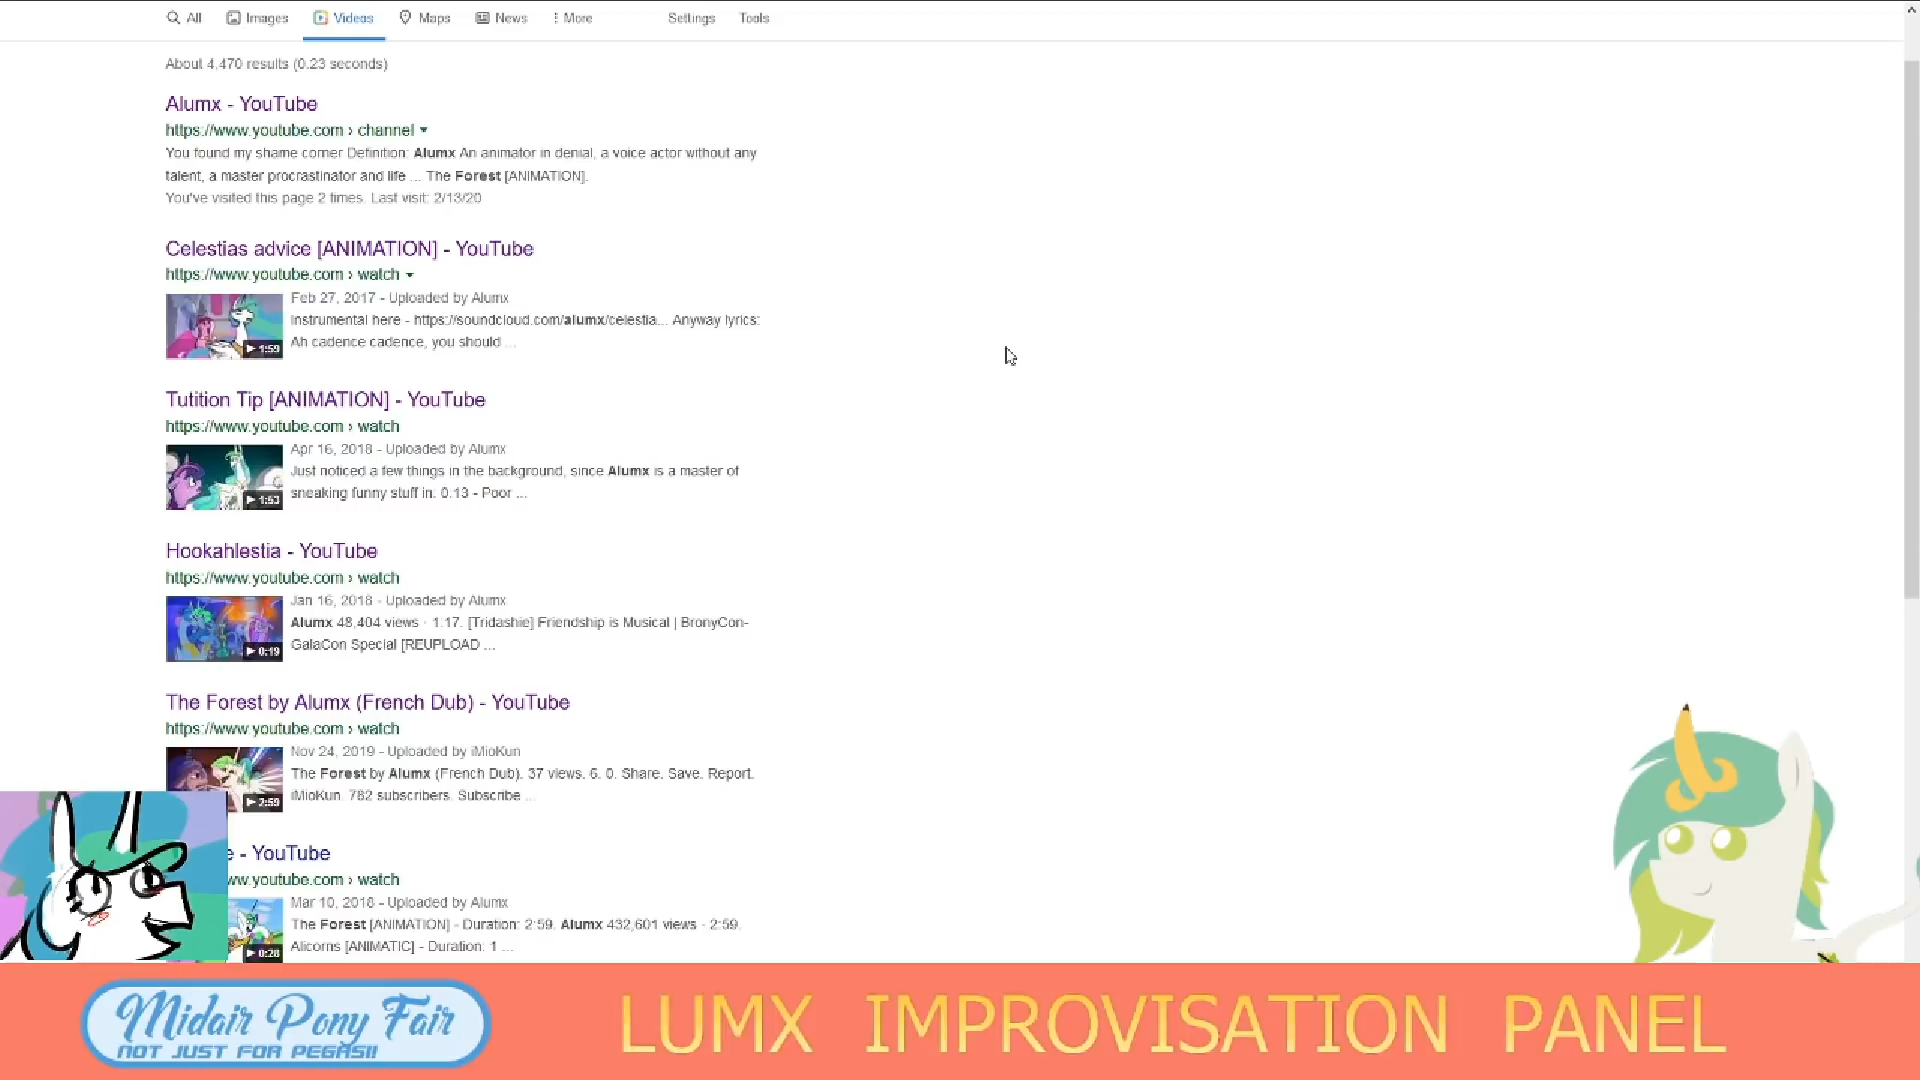 All Images Videos Maps News More Settings Tools
About 4,470 results (0.23 seconds)
Alumx - YouTube
https://www.youtube.com › channel
You found my shame corner Definition: Alumx An animator in denial, a voice actor without any
talent, a master procrastinator and life ... The Forest [ANIMATION].
You've visited this page 2 times. Last visit: 2/13/20
Celestias advice [ANIMATION] - YouTube
https://www.youtube.com › watch
Feb 27, 2017 - Uploaded by Alumx
Instrumental here - https://soundcloud.com/alumx/celestia... Anyway lyrics:
Ah cadence cadence, you should ...
1:59
Tutition Tip [ANIMATION] - YouTube
https://www.youtube.com › watch
Apr 16, 2018 - Uploaded by Alumx
Just noticed a few things in the background, since Alumx is a master of
sneaking funny stuff in: 0.13 - Poor ...
1:53
Hookahlestia - YouTube
https://www.youtube.com › watch
Jan 16, 2018 - Uploaded by Alumx
Alumx 48,404 views · 1:17. [Tridashie] Friendship is Musical | BronyCon-
GalaCon Special [REUPLOAD ...
0:19
The Forest by Alumx (French Dub) - YouTube
https://www.youtube.com › watch
Nov 24, 2019 - Uploaded by iMioKun
The Forest by Alumx (French Dub). 37 views. 6. 0. Share. Save. Report.
iMioKun. 782 subscribers. Subscribe ...
2:59
e - YouTube
ww.youtube.com › watch
Mar 10, 2018 - Uploaded by Alumx
The Forest [ANIMATION] - Duration: 2:59. Alumx 432,601 views · 2:59.
Alicorns [ANIMATIC] - Duration: 1 ...
0:28
Midair Pony Fair
NOT JUST FOR PEGASI!
LUMX IMPROVISATION PANEL